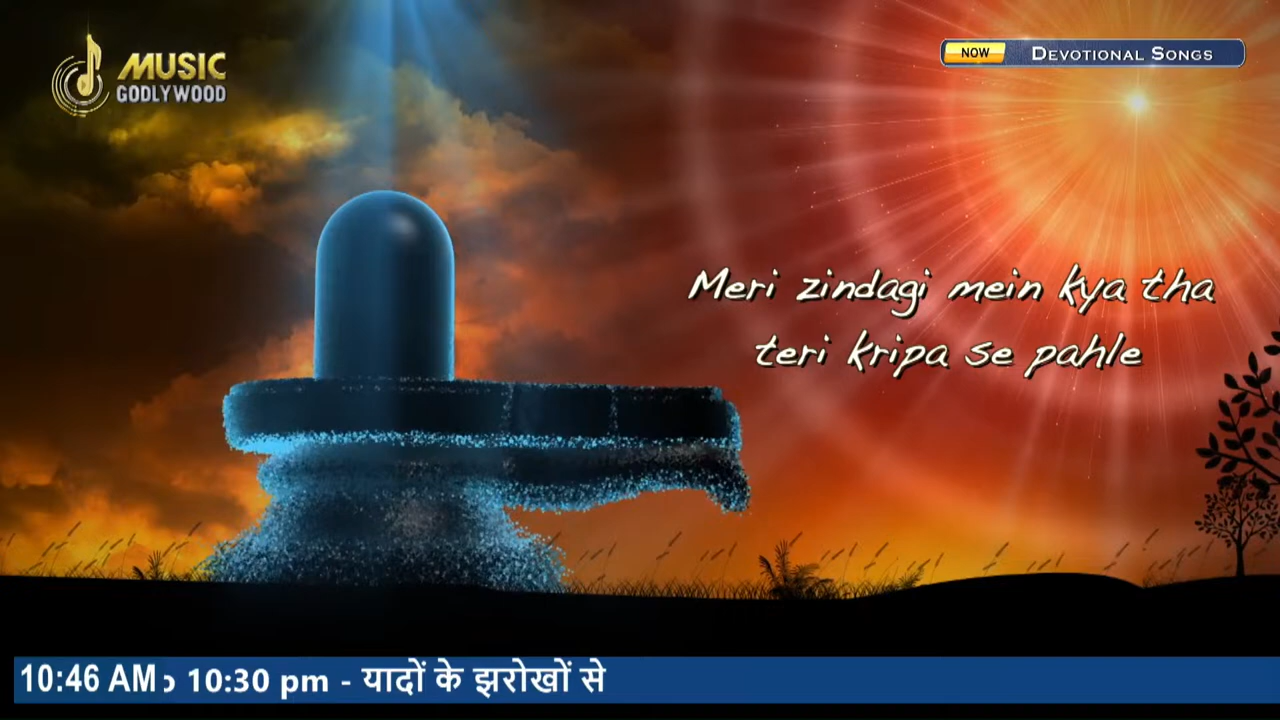 MUSIC
GODLYWOOD
NOW DEVOTIONAL SONGS
Meri zindagi mein kya tha
teri kripa se pahle
10:46 AM 10:30 pm - यादों के झरोखों से